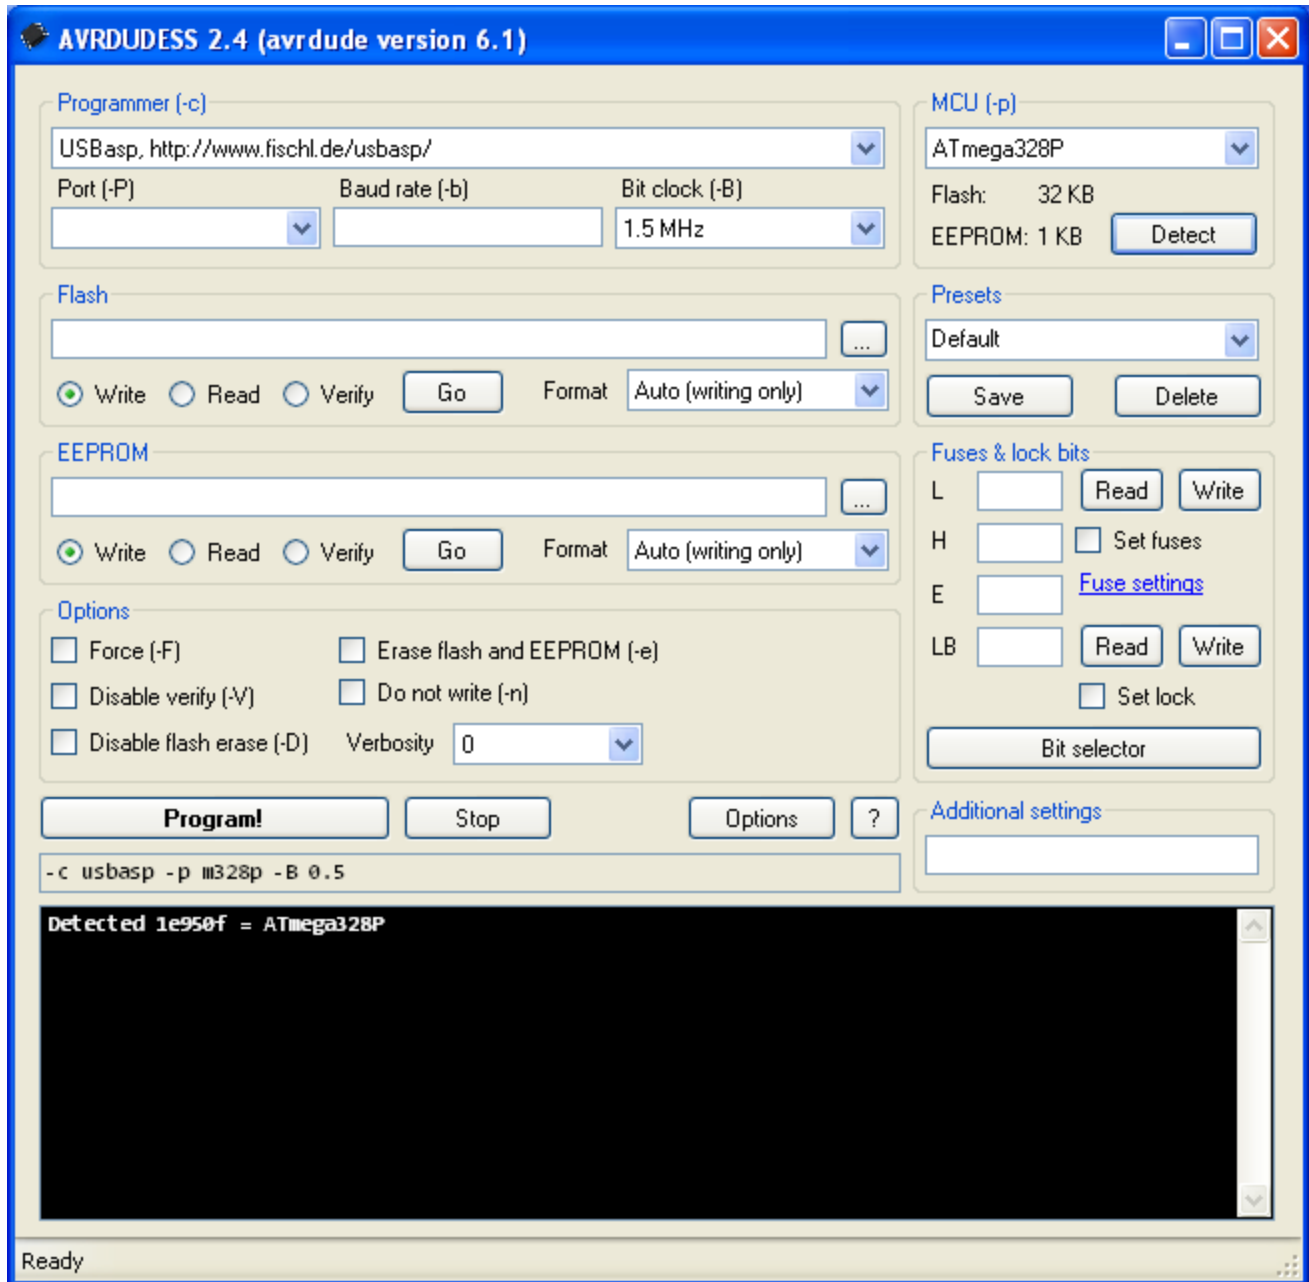 AVRDUDESS 2.4 (avrdude version 6.1)
Programmer (-c)
USBasp, http://www.fischl.de/usbasp/
Port (-P) Baud rate (-b) Bit clock (-B)
1.5 MHz
MCU (-p)
ATmega328P
Flash: 32 KB
EEPROM: 1 KB Detect
Flash
...
Write Read Verify Go Format Auto (writing only)
Presets
Default
Save Delete
EEPROM
...
Write Read Verify Go Format Auto (writing only)
Fuses & lock bits
L Read Write
H Set fuses
E Fuse settings
LB Read Write
Set lock
Bit selector
Options
Force (-F) Erase flash and EEPROM (-e)
Disable verify (-V) Do not write (-n)
Disable flash erase (-D) Verbosity 0
Program! Stop Options ?
Additional settings
-c usbasp -p m328p -B 0.5
Detected 1e950f = ATmega328P
Ready